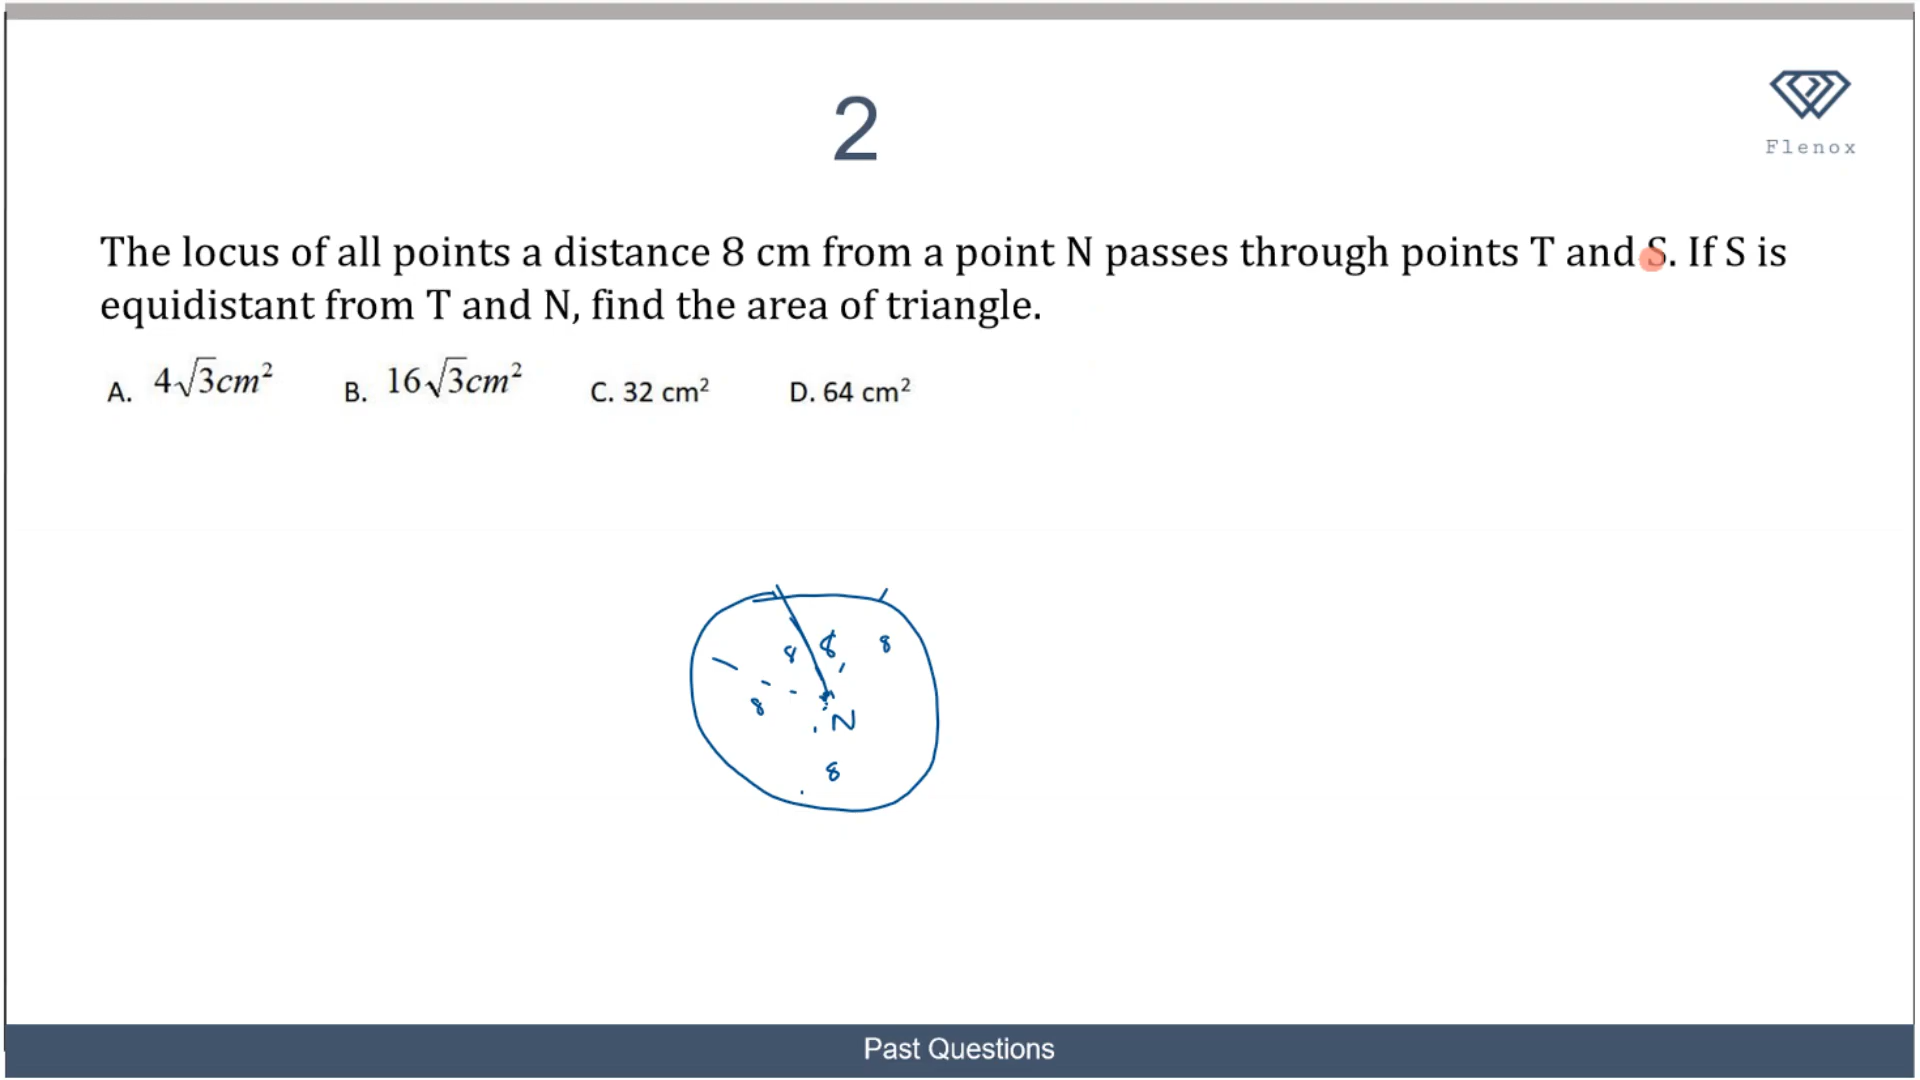 2
Flenox
The locus of all points a distance 8 cm from a point N passes through points T and S. If S is
equidistant from T and N, find the area of triangle.
A. 4√3cm² B. 16√3cm² C. 32 cm² D. 64 cm²
8 8 8
8
N
8
Past Questions